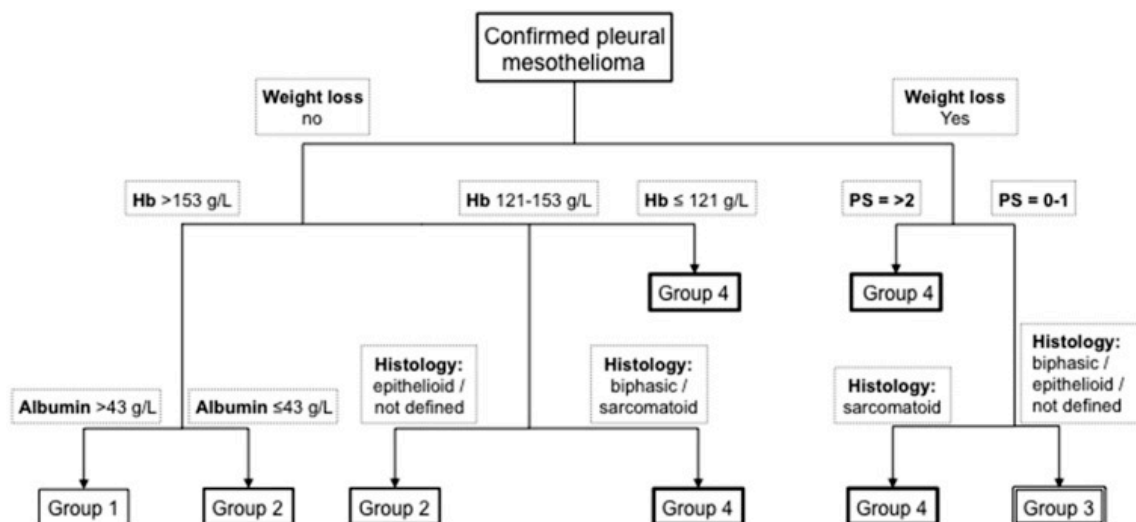 Confirmed pleural
mesothelioma
Weight loss
no
Weight loss
Yes
Hb >153 g/L
Hb 121-153 g/L
Hb ≤ 121 g/L
PS = >2
PS = 0-1
Group 4
Group 4
Histology:
epithelioid /
not defined
Histology:
biphasic /
sarcomatoid
Histology:
sarcomatoid
Histology:
biphasic /
epithelioid /
not defined
Albumin >43 g/L
Albumin ≤43 g/L
Group 1
Group 2
Group 2
Group 4
Group 4
Group 3